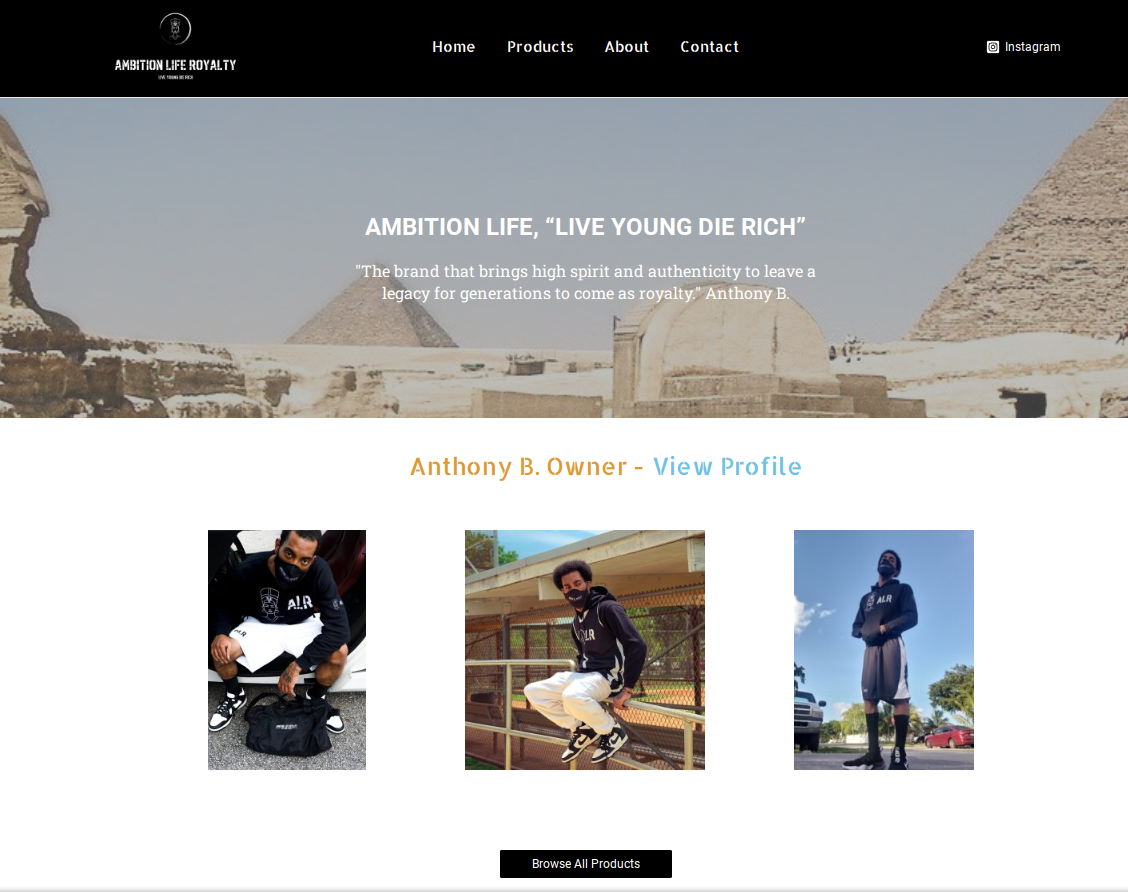 AMBITION LIFE ROYALTY
LIVE YOUNG DIE RICH
Home Products About Contact
Instagram
AMBITION LIFE, “LIVE YOUNG DIE RICH”
"The brand that brings high spirit and authenticity to leave a
legacy for generations to come as royalty." Anthony B.
Anthony B. Owner - View Profile
ALR
ALR
ALR
ALR
Browse All Products